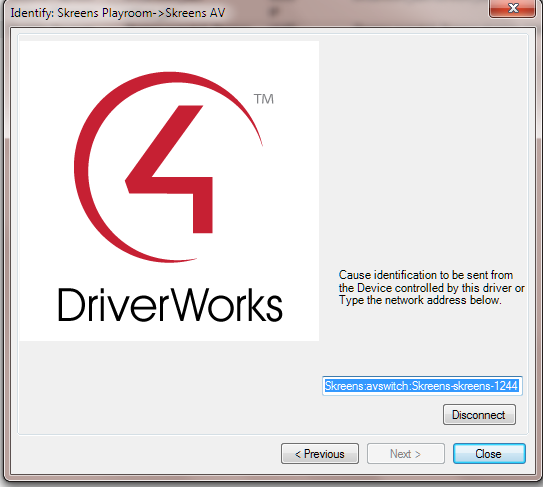 Identify: Skreens Playroom->Skreens AV
TM
4
DriverWorks
Cause identification to be sent from
the Device controlled by this driver or
Type the network address below.
Skreens:avswitch:Skreens-skreens-1244
Disconnect
< Previous
Next >
Close